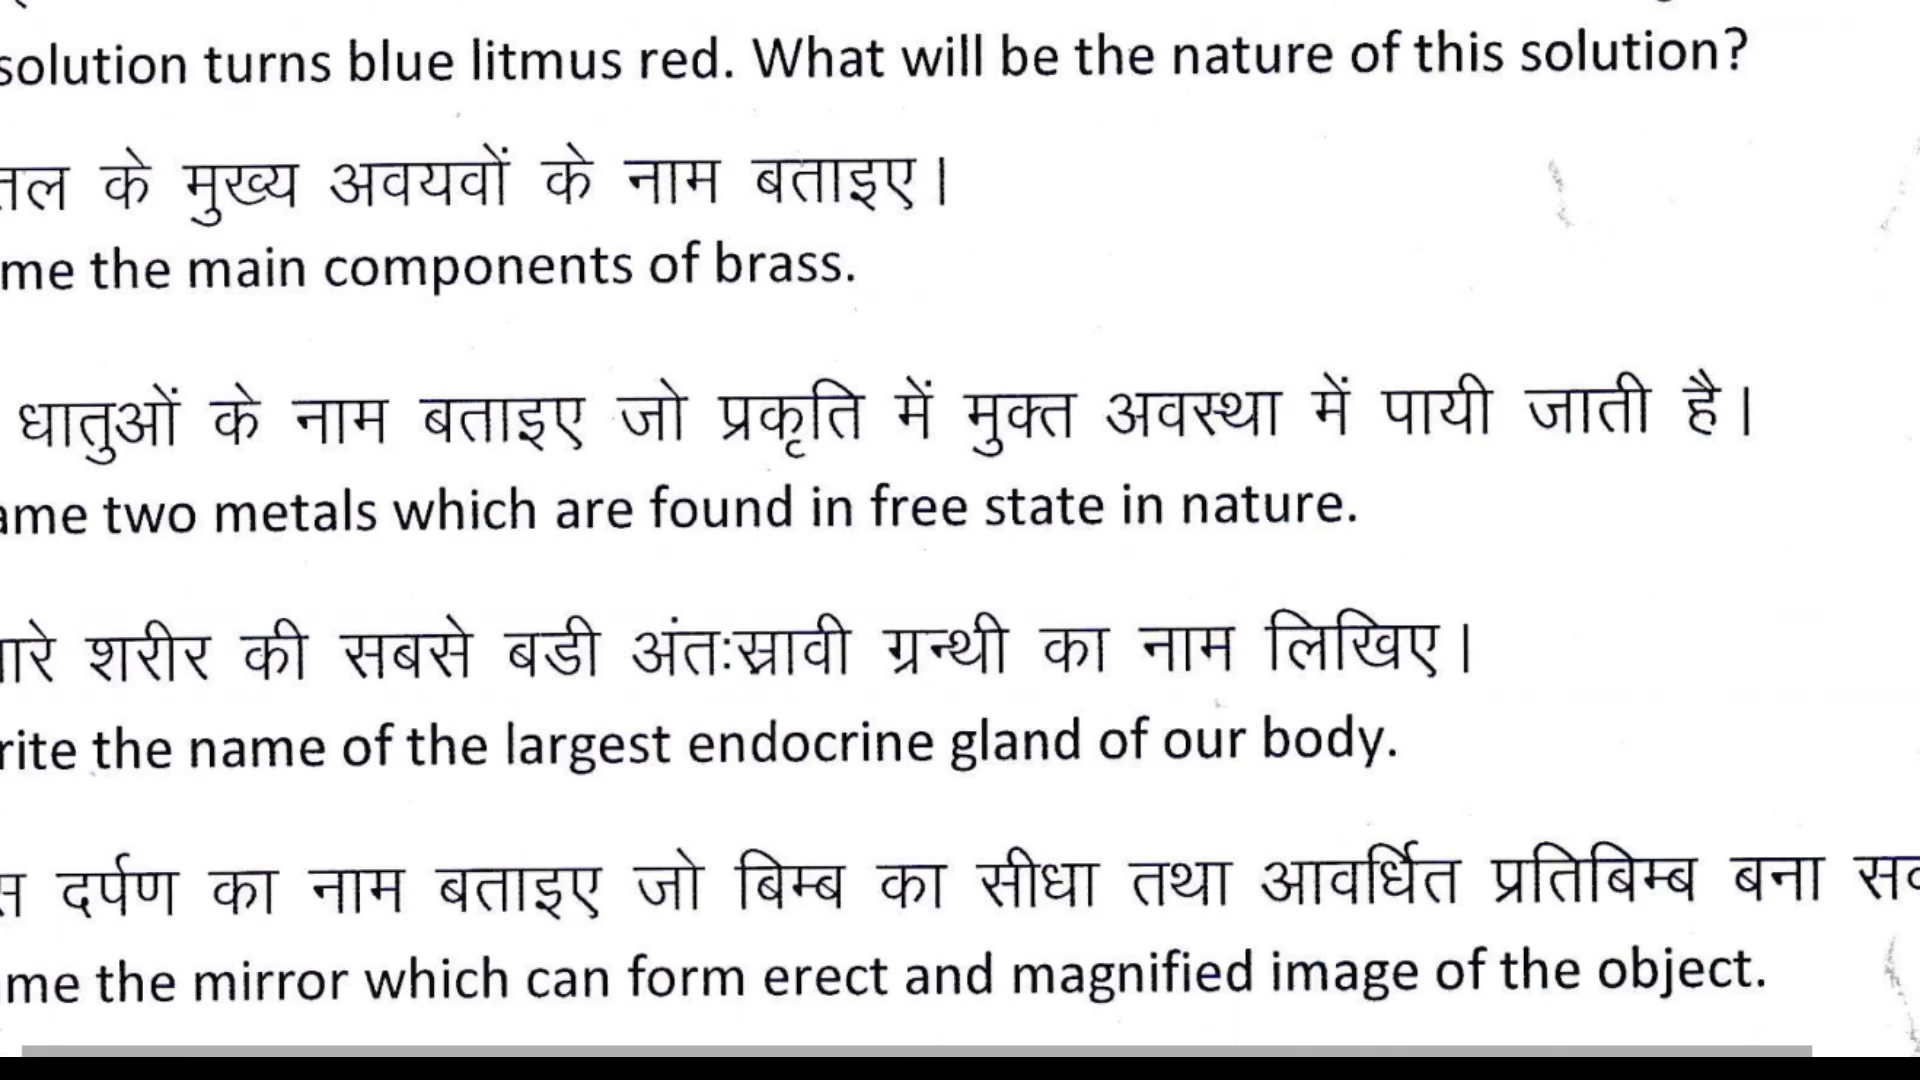 solution turns blue litmus red. What will be the nature of this solution?
के मुख्य अवयवों के नाम बताइए।
me the main components of brass.
धातुओं के नाम बताइए जो प्रकृति में मुक्त अवस्था में पायी जाती है।
ame two metals which are found in free state in nature.
ारे शरीर की सबसे बडी अंतःस्रावी ग्रन्थी का नाम लिखिए।
rite the name of the largest endocrine gland of our body.
स दर्पण का नाम बताइए जो बिम्ब का सीधा तथा आवर्धित प्रतिबिम्ब बना
me the mirror which can form erect and magnified image of the object.